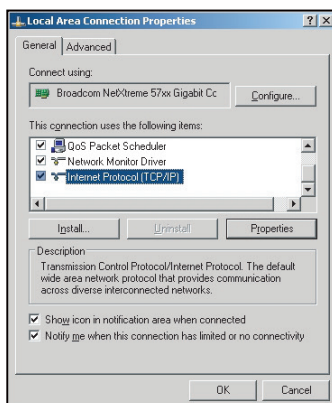 Local Area Connection Properties
General
Advanced
Connect using:
Broadcom NetXtreme 57xx Gigabit Cc
Configure...
This connection uses the following items:
QoS Packet Scheduler
Network Monitor Driver
Internet Protocol (TCP/IP)
Install...
Uninstall
Properties
Description
Transmission Control Protocol/Internet Protocol. The default
wide area network protocol that provides communication
across diverse interconnected networks.
Show icon in notification area when connected
Notify me when this connection has limited or no connectivity
OK
Cancel